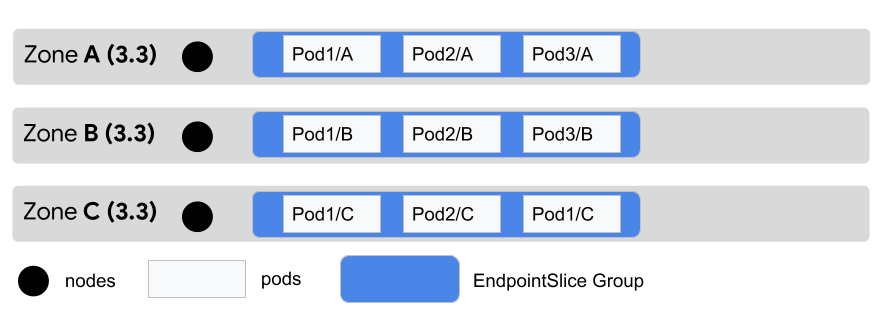 Zone A (3.3) Pod1/A Pod2/A Pod3/A
Zone B (3.3) Pod1/B Pod2/B Pod3/B
Zone C (3.3) Pod1/C Pod2/C Pod1/C
nodes pods EndpointSlice Group